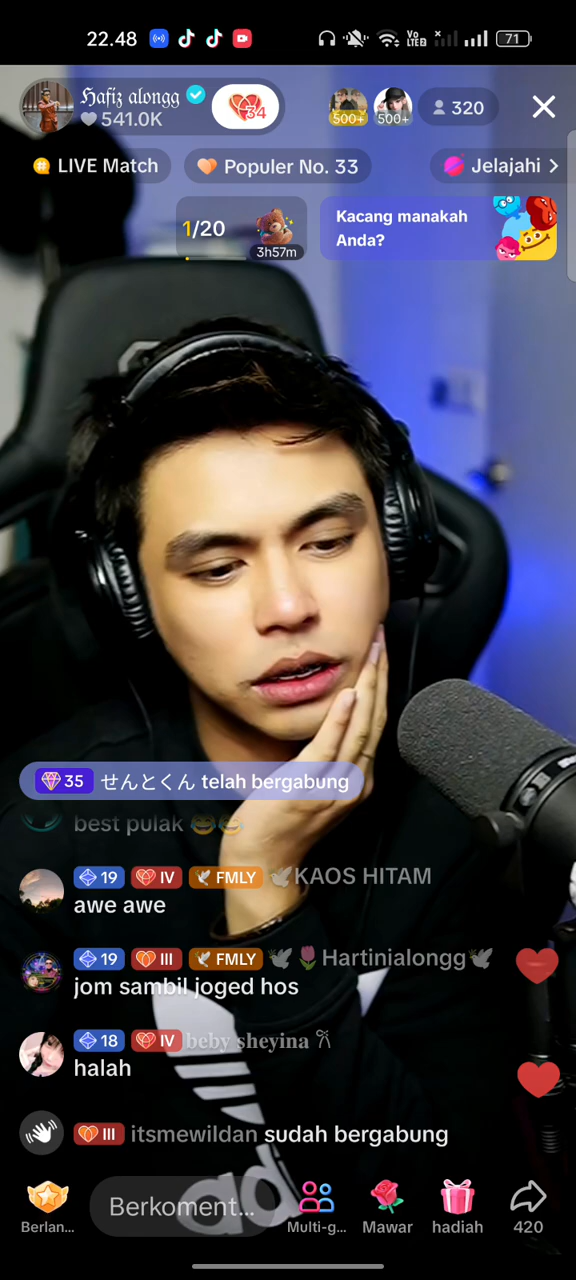 22.48
Vo LTE 2
71
Hafiz alongg
541.0K
34
500+
500+
320
LIVE Match
Populer No. 33
Jelajahi
1/20
3h57m
Kacang manakah
Anda?
35 せんとくん telah bergabung
best pulak 😂😂
19 IV FMLY 🕊️KAOS HITAM
awe awe
19 III FMLY 🕊️🌷Hartinialongg🕊️
jom sambil joged hos
18 IV beby sheyina
halah
III itsmewildan sudah bergabung
Berkoment...
Berlan...
Multi-g...
Mawar
hadiah
420